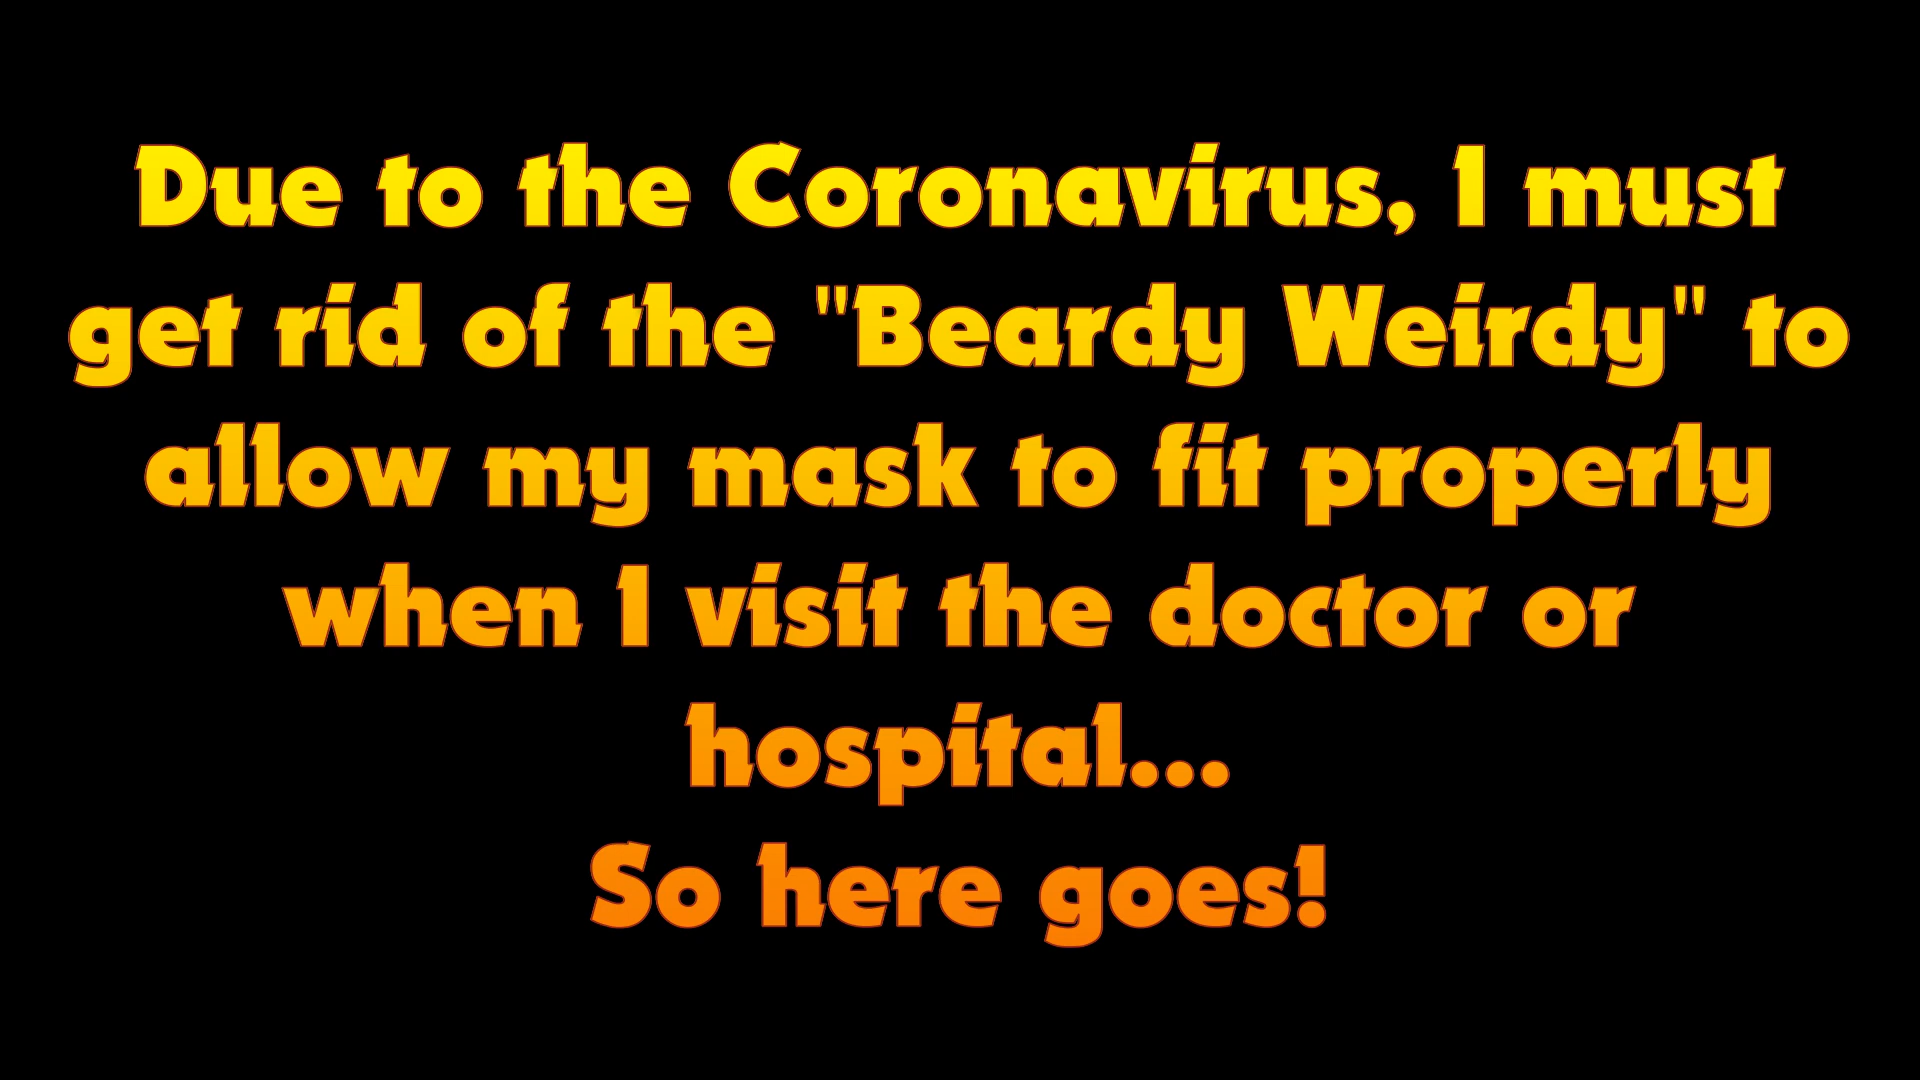 Due to the Coronavirus, I must
get rid of the "Beardy Weirdy" to
allow my mask to fit properly
when I visit the doctor or
hospital...
So here goes!